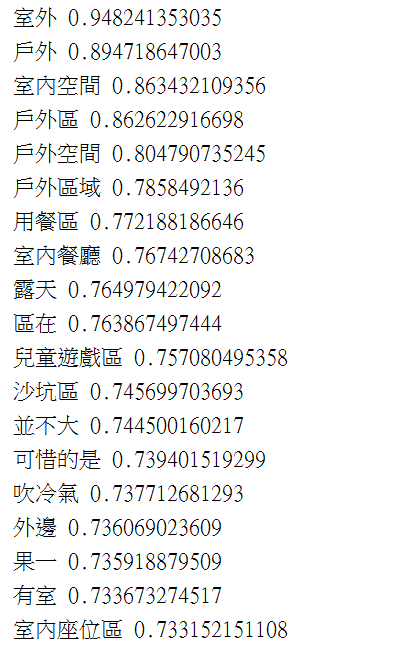 室外 0.948241353035
戶外 0.894718647003
室內空間 0.863432109356
戶外區 0.862622916698
戶外空間 0.804790735245
戶外區域 0.7858492136
用餐區 0.772188186646
室內餐廳 0.76742708683
露天 0.764979422092
區在 0.763867497444
兒童遊戲區 0.757080495358
沙坑區 0.745699703693
並不大 0.744500160217
可惜的是 0.739401519299
吹冷氣 0.737712681293
外邊 0.736069023609
果一 0.735918879509
有室 0.733673274517
室內座位區 0.733152151108